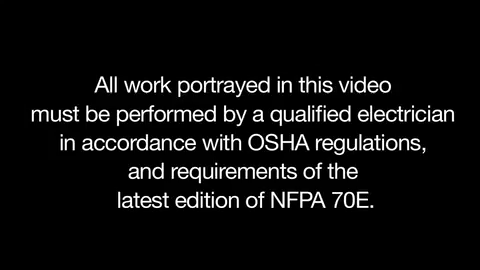 All work portrayed in this video
must be performed by a qualified electrician
in accordance with OSHA regulations,
and requirements of the
latest edition of NFPA 70E.